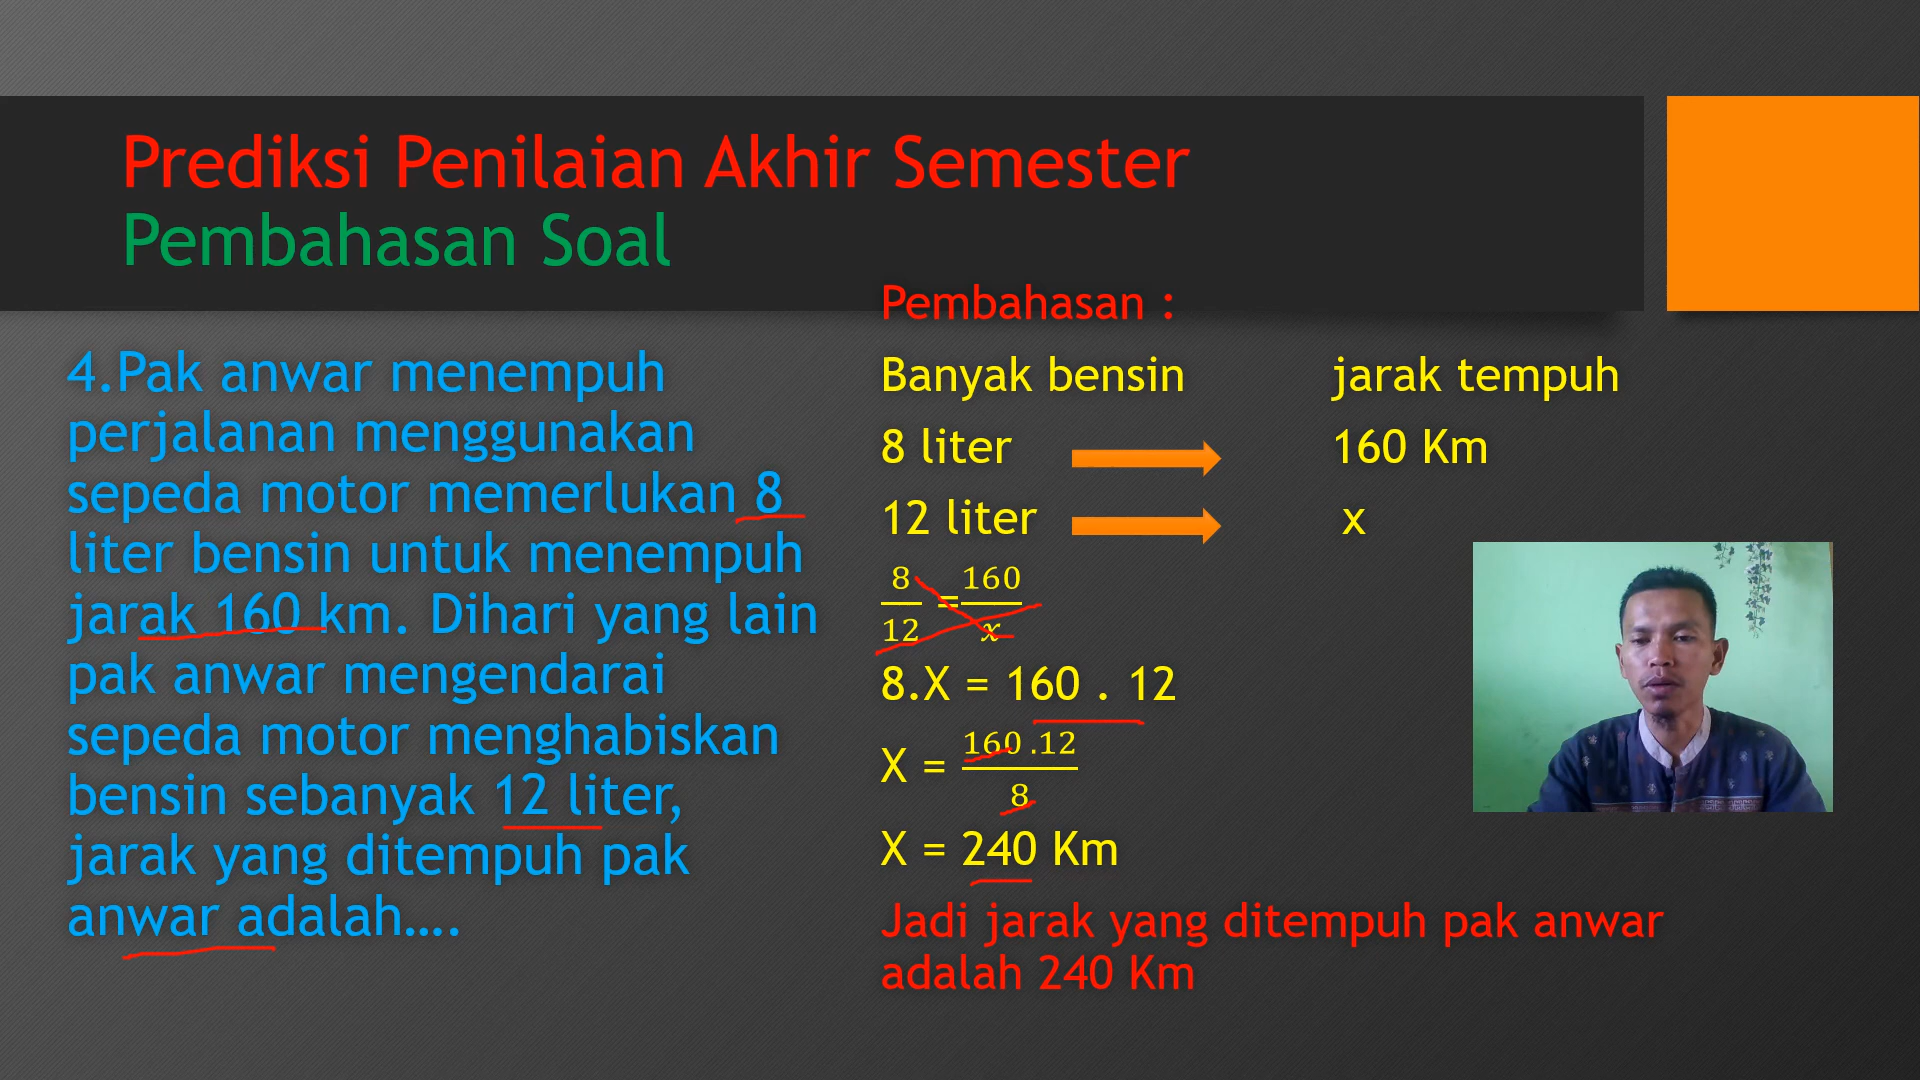 Prediksi Penilaian Akhir Semester
Pembahasan Soal
4.Pak anwar menempuh
perjalanan menggunakan
sepeda motor memerlukan 8
liter bensin untuk menempuh
jarak 160 km. Dihari yang lain
pak anwar mengendarai
sepeda motor menghabiskan
bensin sebanyak 12 liter,
jarak yang ditempuh pak
anwar adalah....
Pembahasan :
Banyak bensin jarak tempuh
8 liter 160 Km
12 liter x
8/12 =160/x
8.X = 160 . 12
X = 160 .12/8
X = 240 Km
Jadi jarak yang ditempuh pak anwar
adalah 240 Km